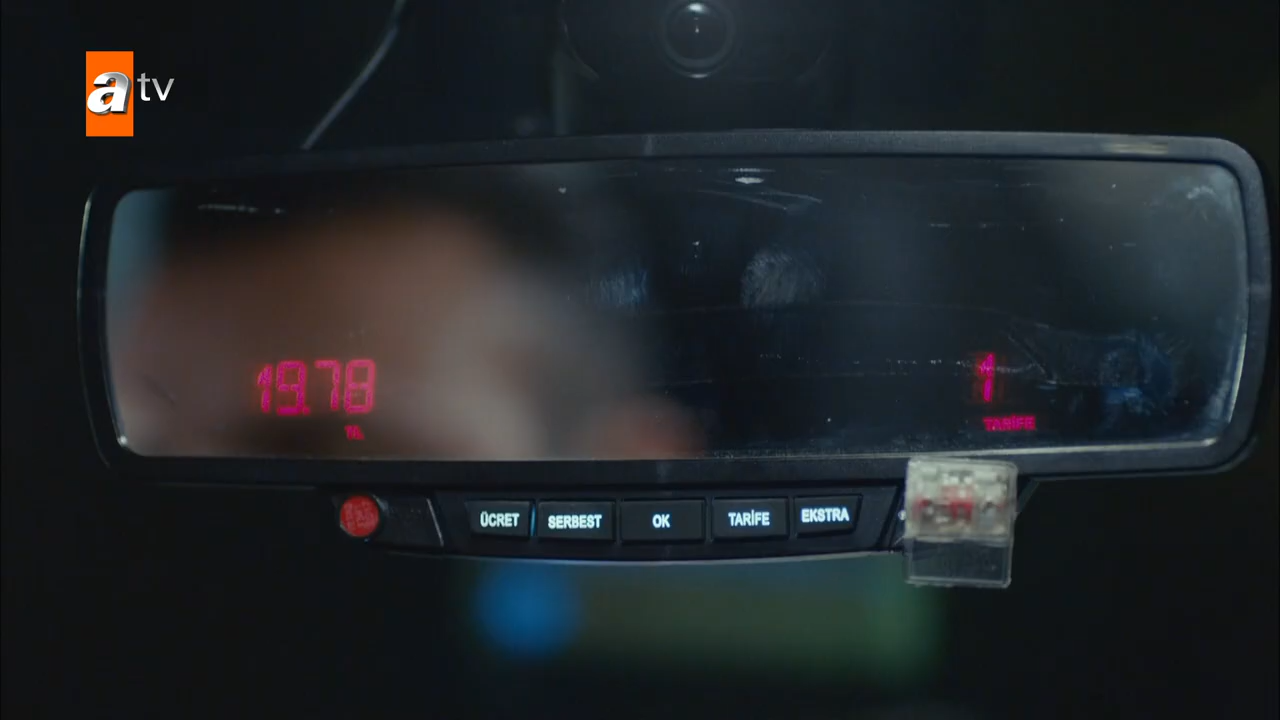 atv
19.78
TL
1
TARİFE
ÜCRET SERBEST OK TARİFE EKSTRA